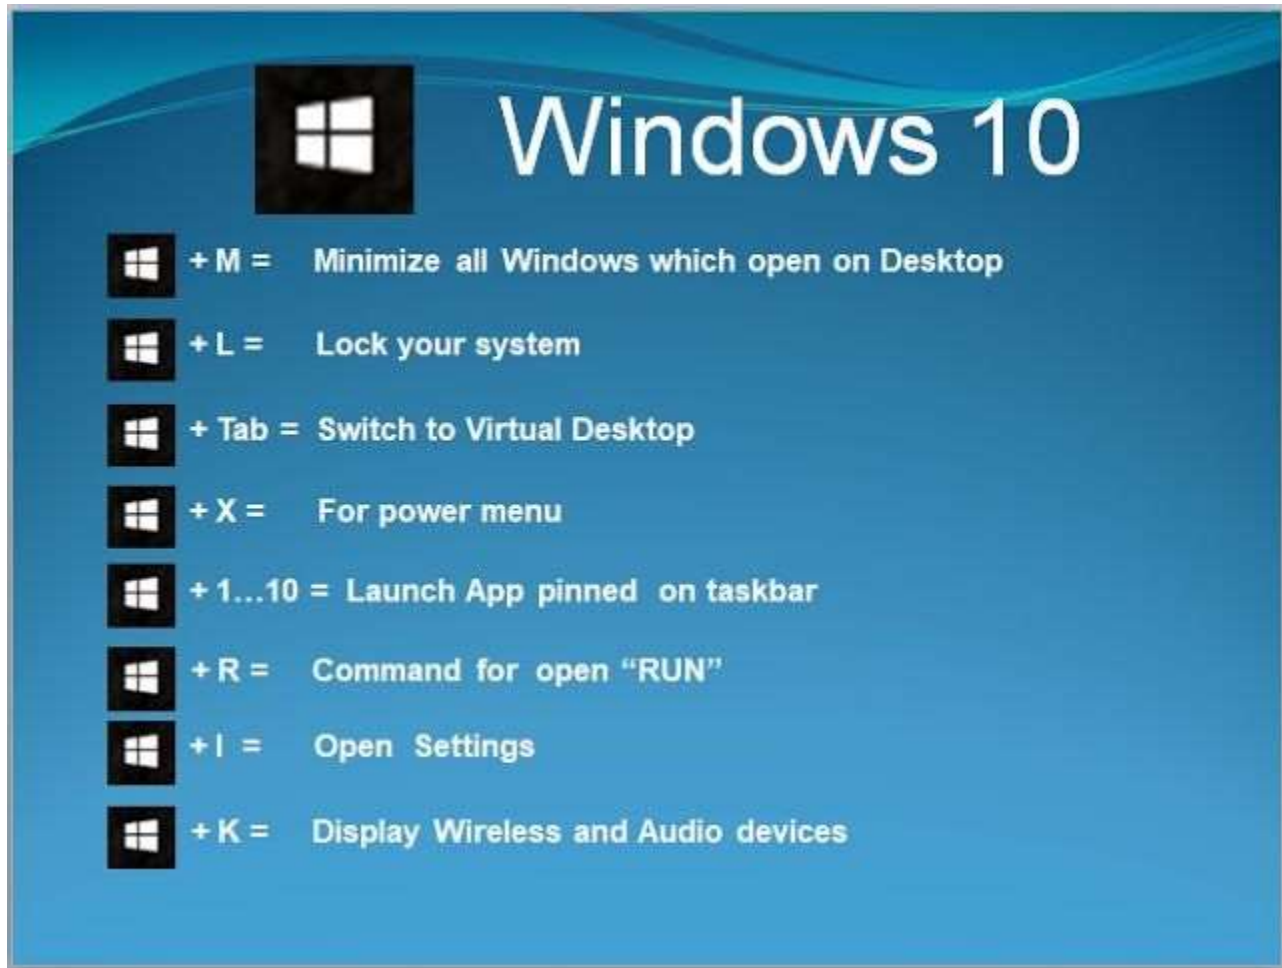 Windows 10
+ M = Minimize all Windows which open on Desktop
+ L = Lock your system
+ Tab = Switch to Virtual Desktop
+ X = For power menu
+ 1...10 = Launch App pinned on taskbar
+ R = Command for open “RUN”
+ I = Open Settings
+ K = Display Wireless and Audio devices